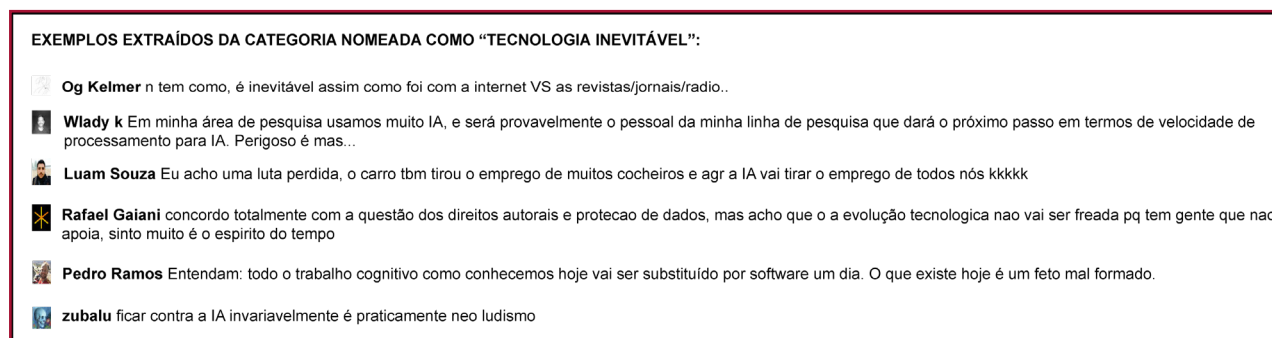 EXEMPLOS EXTRAÍDOS DA CATEGORIA NOMEADA COMO “TECNOLOGIA INEVITÁVEL”:
Og Kelmer n tem como, é inevitável assim como foi com a internet VS as revistas/jornais/radio..
Wlady k Em minha área de pesquisa usamos muito IA, e será provavelmente o pessoal da minha linha de pesquisa que dará o próximo passo em termos de velocidade de
processamento para IA. Perigoso é mas...
Luam Souza Eu acho uma luta perdida, o carro tbm tirou o emprego de muitos cocheiros e agr a IA vai tirar o emprego de todos nós kkkkk
Rafael Gaiani concordo totalmente com a questão dos direitos autorais e protecao de dados, mas acho que o a evolução tecnologica nao vai ser freada pq tem gente que nao
apoia, sinto muito é o espirito do tempo
Pedro Ramos Entendam: todo o trabalho cognitivo como conhecemos hoje vai ser substituído por software um dia. O que existe hoje é um feto mal formado.
zubalu ficar contra a IA invariavelmente é praticamente neo ludismo